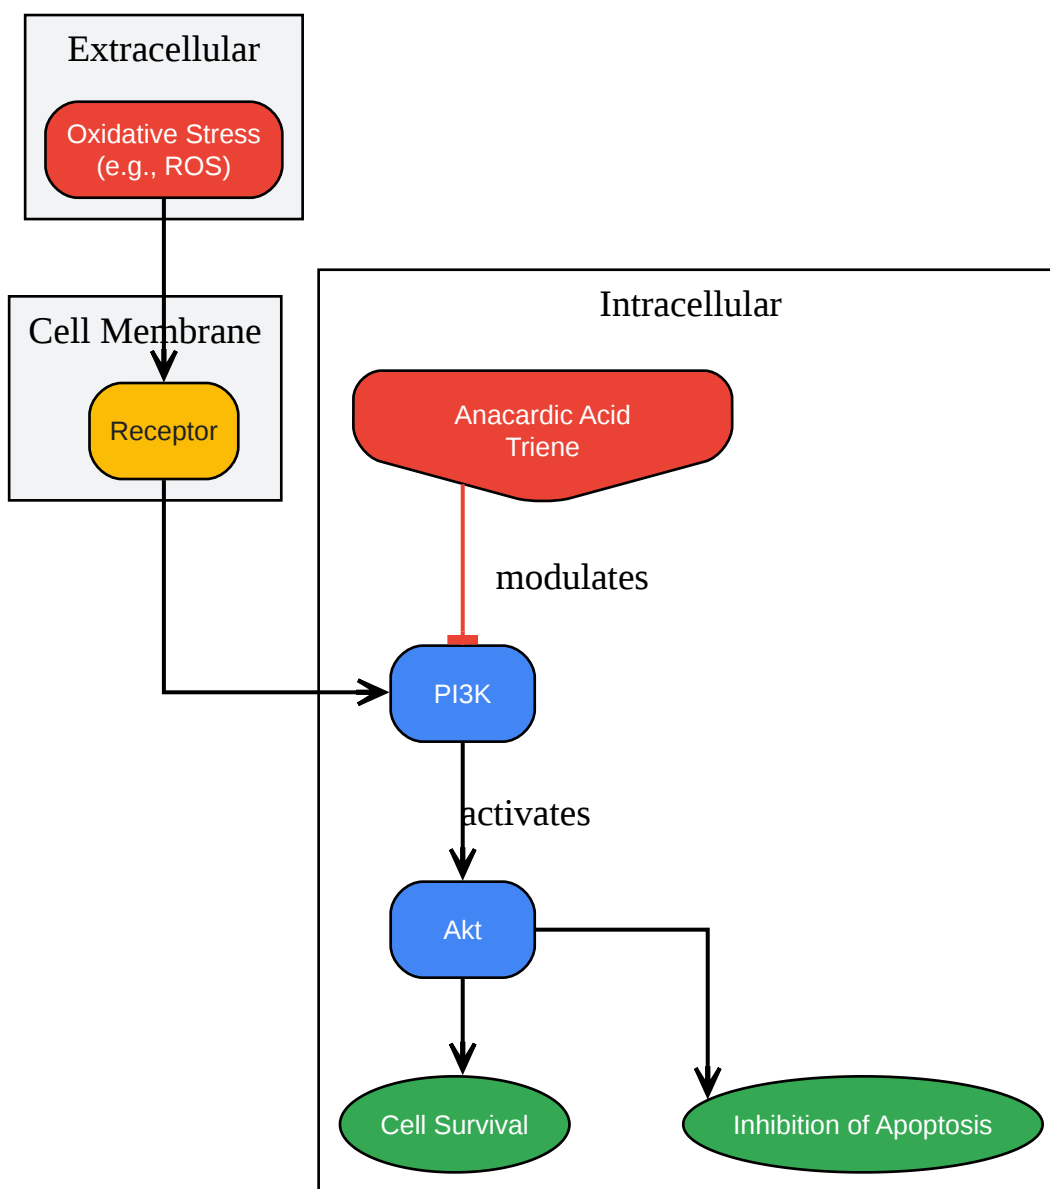 Extracellular
Oxidative Stress
(e.g., ROS)
Intracellular
Cell Membrane
Receptor
Anacardic Acid
Triene
modulates
PI3K
activates
Akt
Cell Survival
Inhibition of Apoptosis